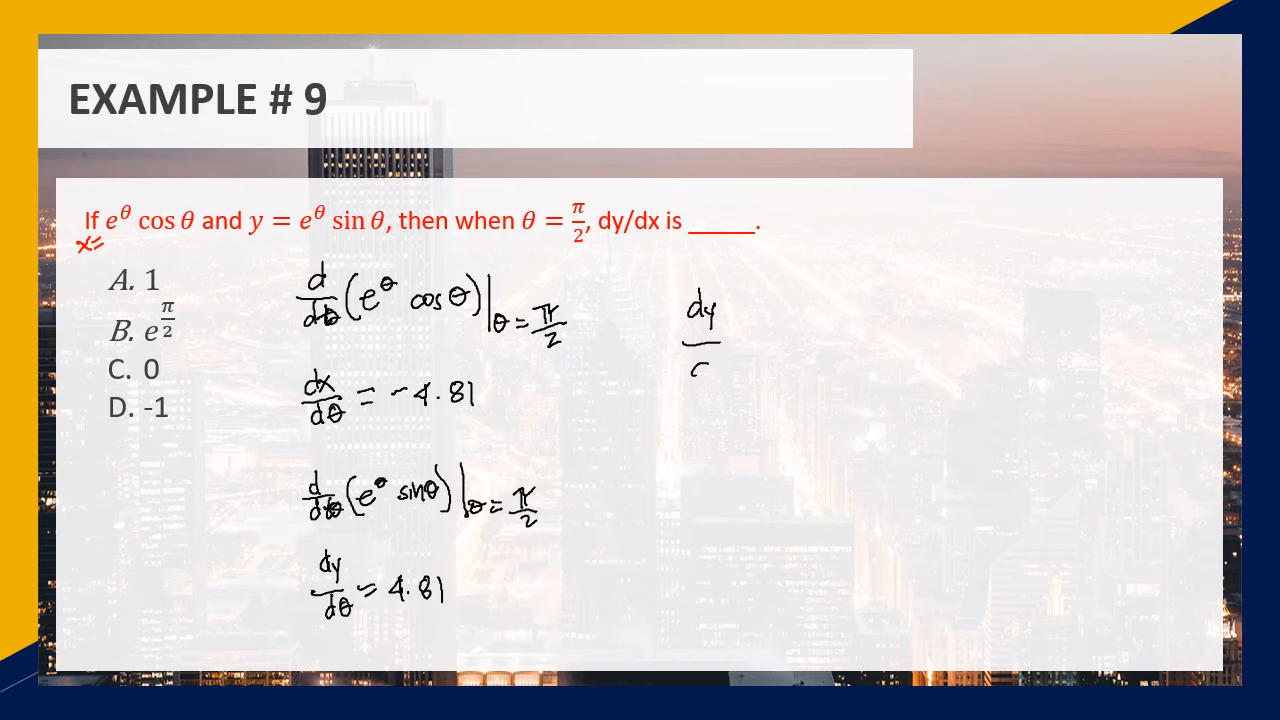 EXAMPLE # 9
If e^θ cos θ and y = e^θ sin θ, then when θ = π/2, dy/dx is _____.
x=
A. 1
B. e^(π/2)
C. 0
D. -1
d/dθ (e^θ cos θ)|θ = π/2
dx/dθ = -4.81
d/dθ (e^θ sinθ)|θ = π/2
dy/dθ = 4.81
dy